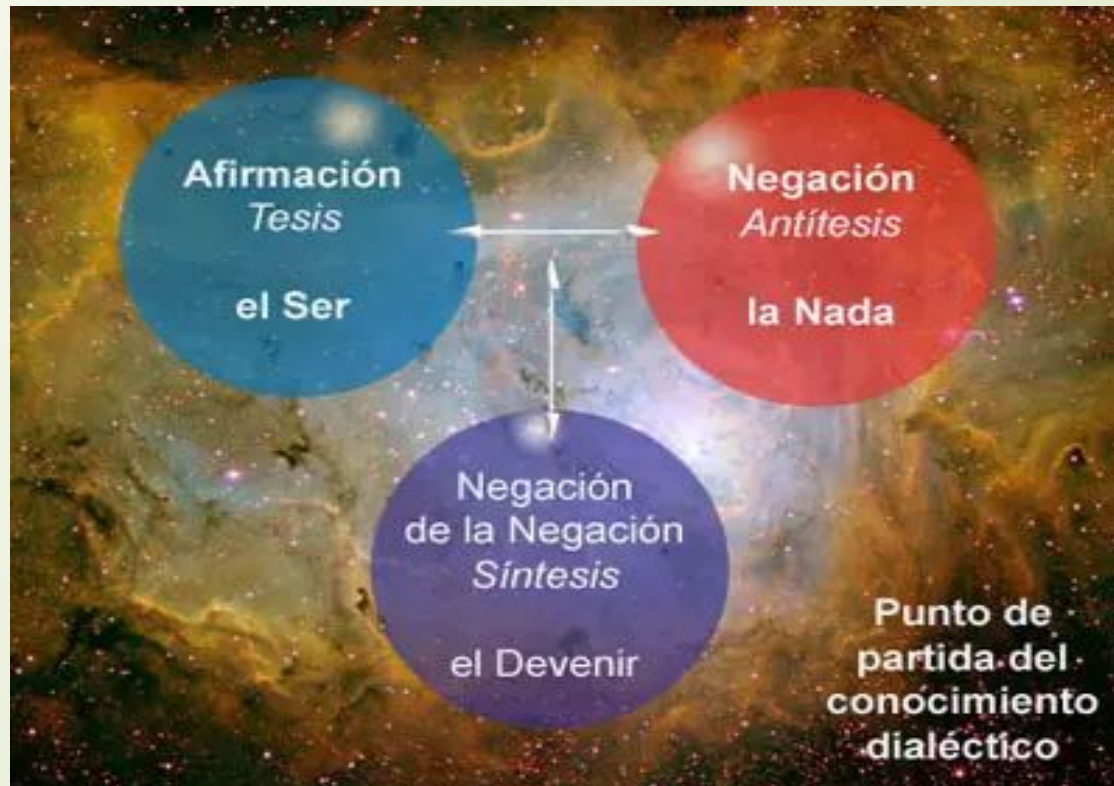 Afirmación
Tesis
el Ser
Negación
Antítesis
la Nada
Negación
de la Negación
Síntesis
el Devenir
Punto de
partida del
conocimiento
dialéctico